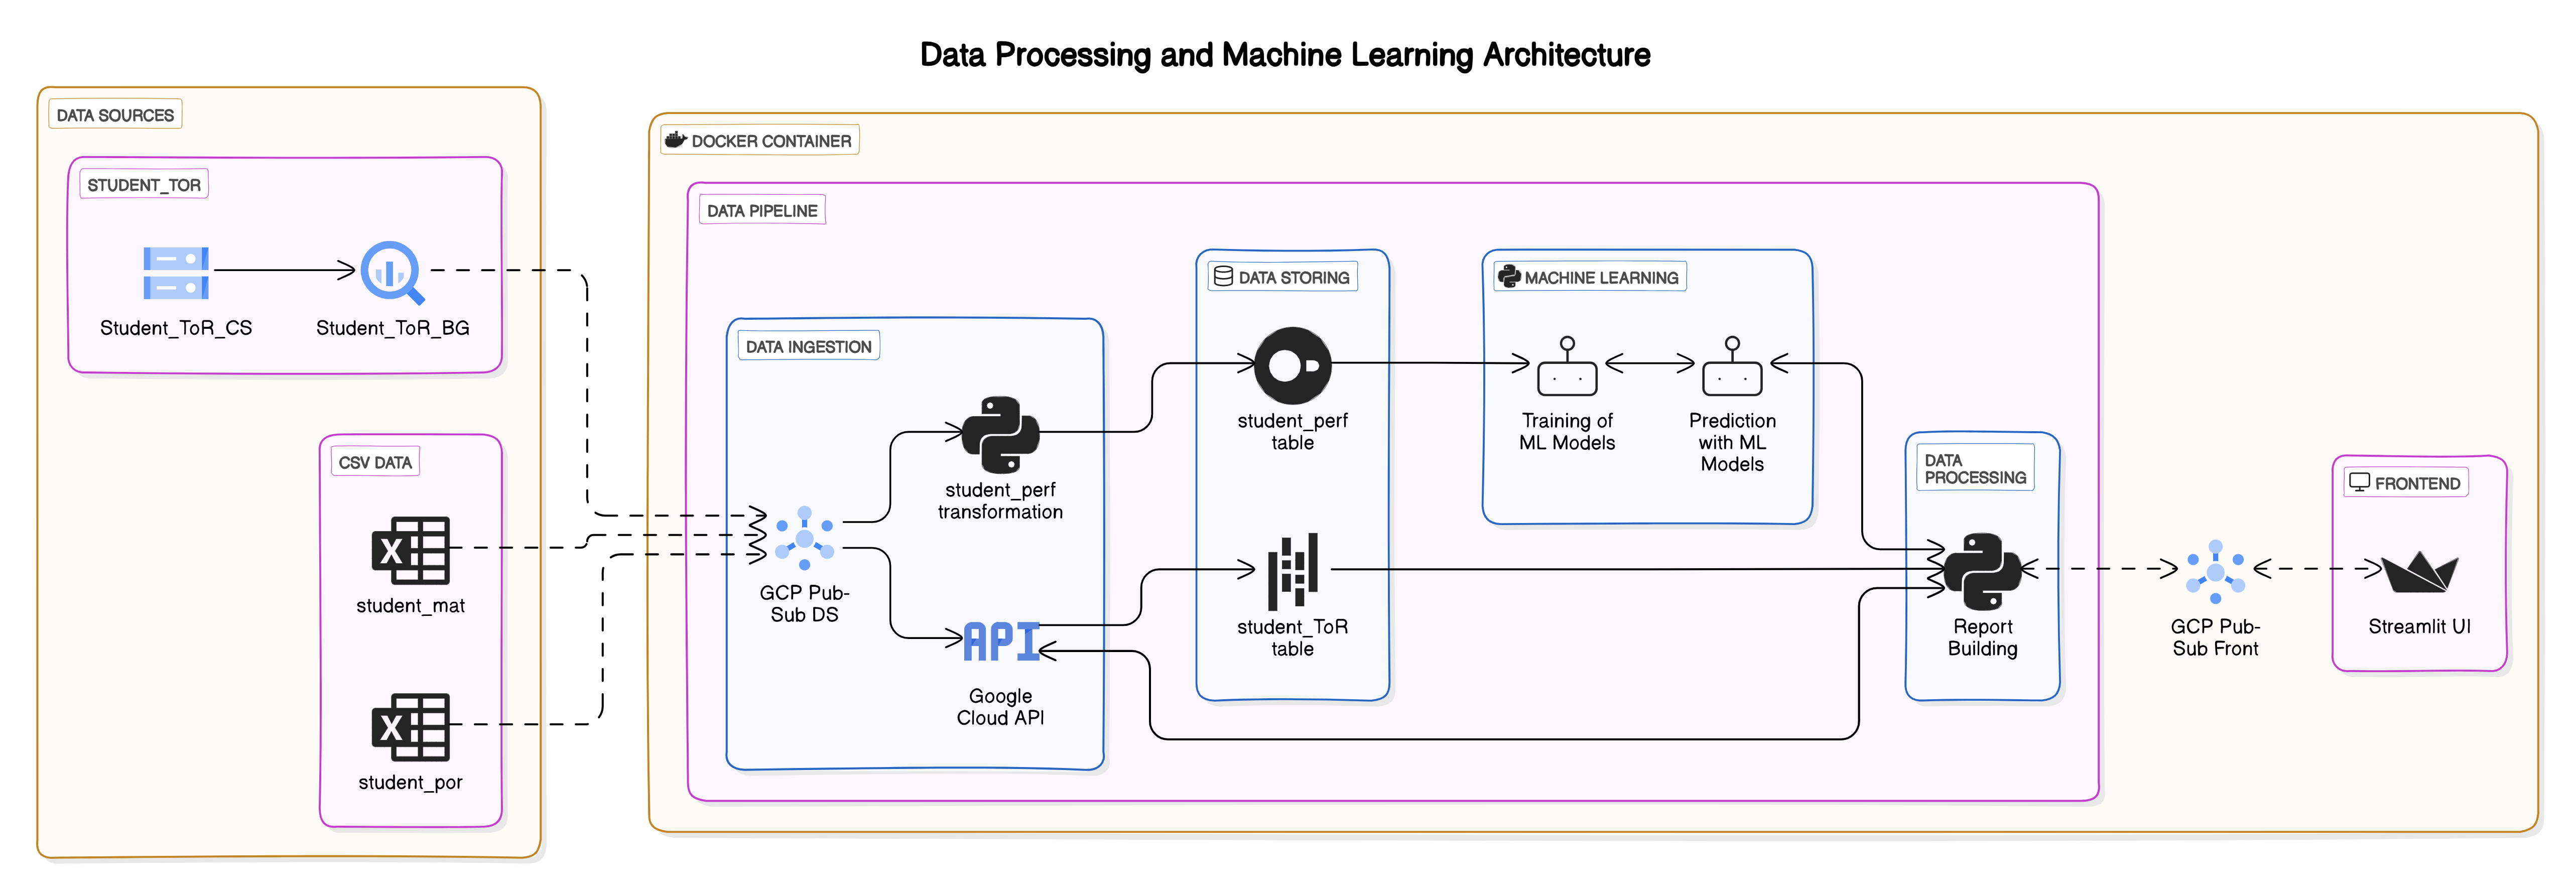 Data Processing and Machine Learning Architecture
DATA SOURCES
STUDENT_TOR
Student_ToR_CS
Student_ToR_BG
CSV DATA
X
student_mat
X
student_por
DOCKER CONTAINER
DATA PIPELINE
DATA INGESTION
GCP Pub-
Sub DS
student_perf
transformation
API
Google
Cloud API
DATA STORING
student_perf
table
student_ToR
table
MACHINE LEARNING
Training of
ML Models
Prediction
with ML
Models
DATA
PROCESSING
Report
Building
GCP Pub-
Sub Front
FRONTEND
Streamlit UI